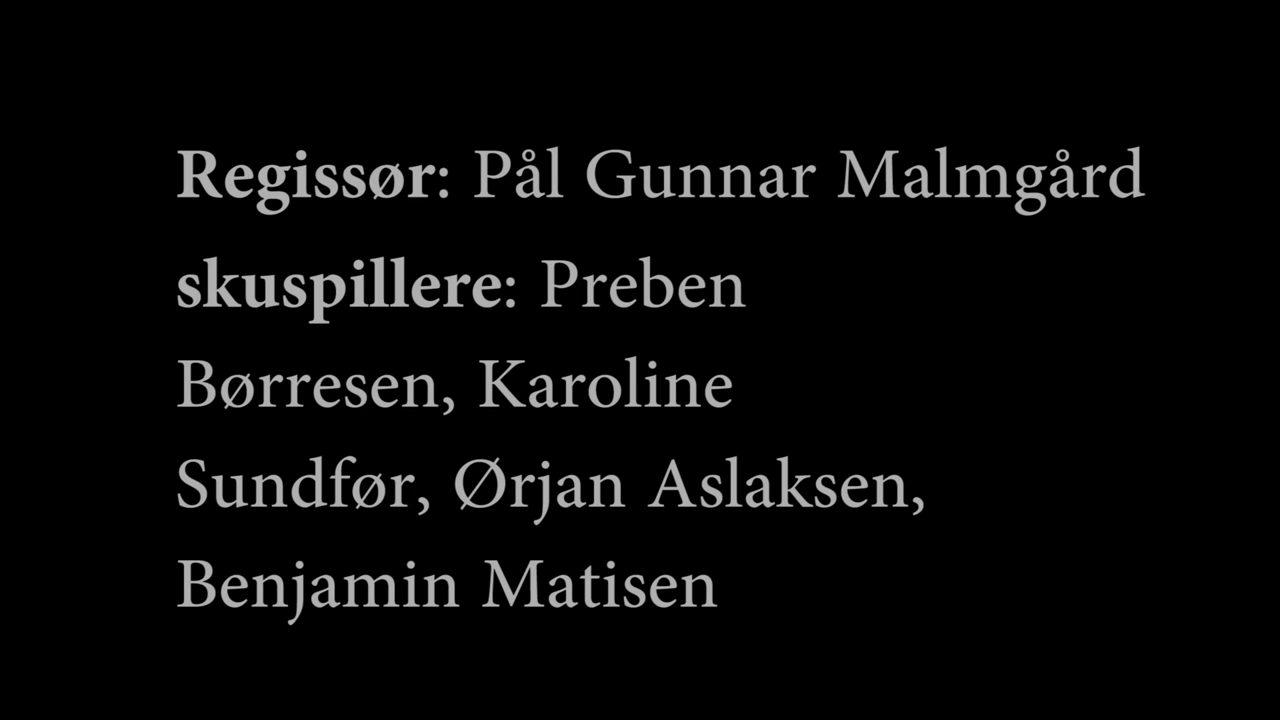 Regissør: Pål Gunnar Malmgård
skuspillere: Preben
Børresen, Karoline
Sundfør, Ørjan Aslaksen,
Benjamin Matisen